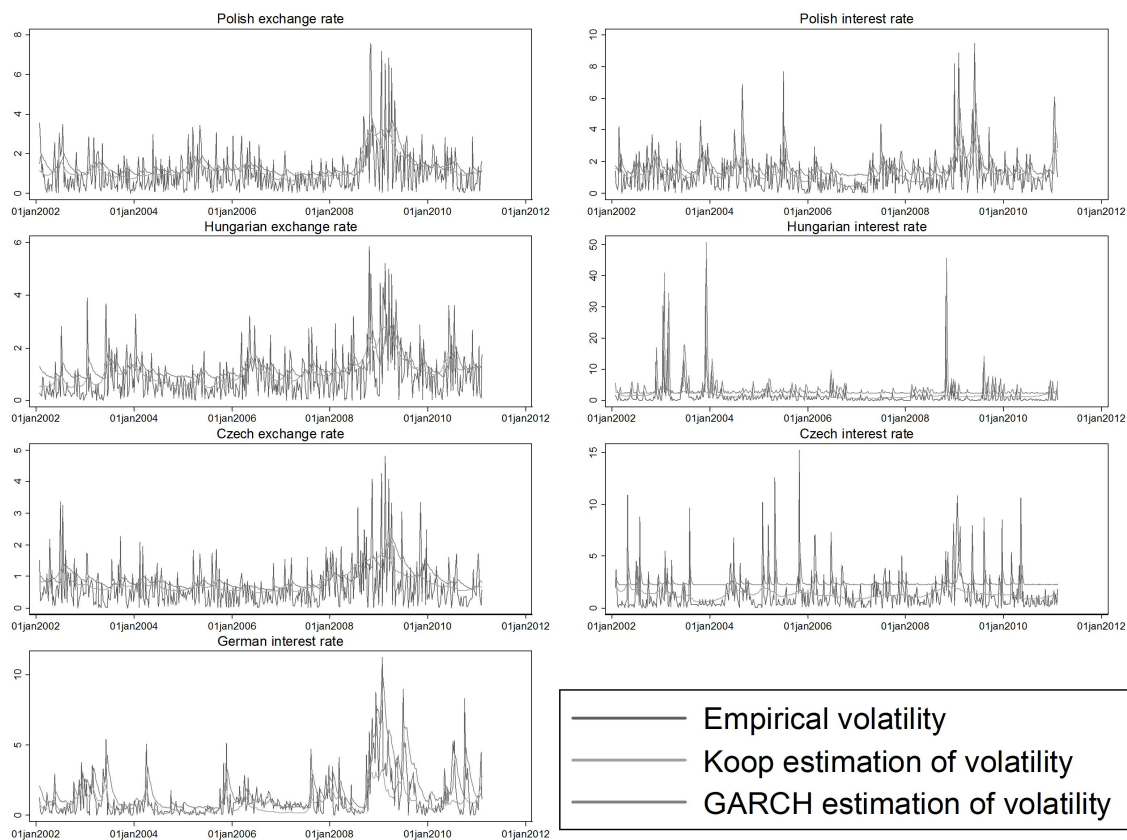 Polish exchange rate
8
6
4
2
0
01jan2002 01jan2004 01jan2006 01jan2008 01jan2010 01jan2012
Polish interest rate
10
8
6
4
2
0
01jan2002 01jan2004 01jan2006 01jan2008 01jan2010 01jan2012
Hungarian exchange rate
6
4
2
0
01jan2002 01jan2004 01jan2006 01jan2008 01jan2010 01jan2012
Hungarian interest rate
50
40
30
20
10
0
01jan2002 01jan2004 01jan2006 01jan2008 01jan2010 01jan2012
Czech exchange rate
5
4
3
2
1
0
01jan2002 01jan2004 01jan2006 01jan2008 01jan2010 01jan2012
Czech interest rate
15
10
5
0
01jan2002 01jan2004 01jan2006 01jan2008 01jan2010 01jan2012
German interest rate
10
5
0
01jan2002 01jan2004 01jan2006 01jan2008 01jan2010 01jan2012
Empirical volatility
Koop estimation of volatility
GARCH estimation of volatility